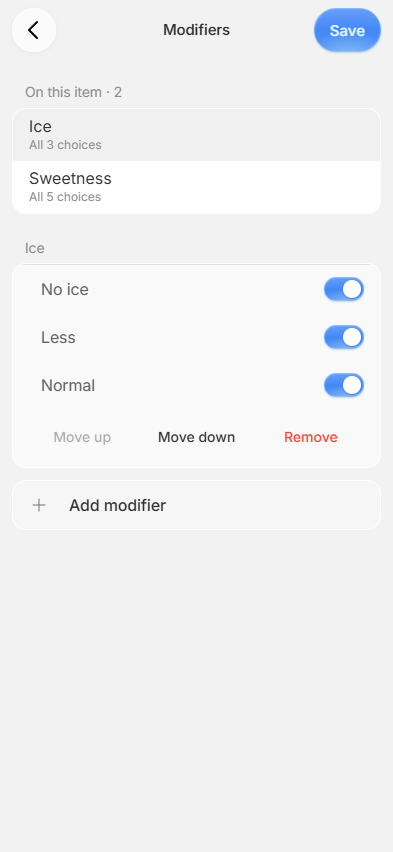 Modifiers
Save
On this item · 2
Ice
All 3 choices
Sweetness
All 5 choices
Ice
No ice
Less
Normal
Move up Move down Remove
Add modifier